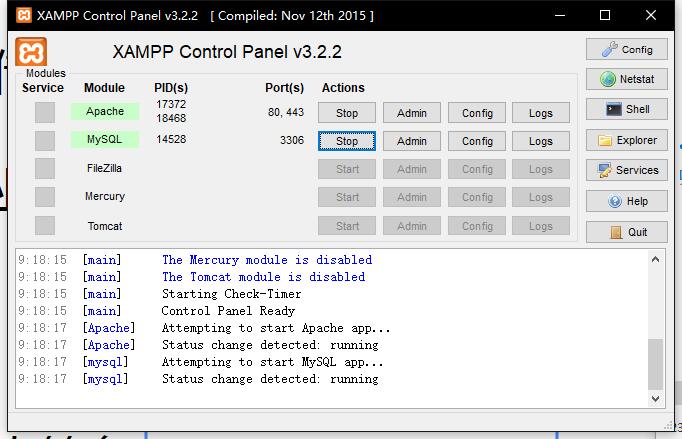 XAMPP Control Panel v3.2.2 [ Compiled: Nov 12th 2015 ]
XAMPP Control Panel v3.2.2
Config
Modules
Service Module PID(s) Port(s) Actions
Netstat
Apache 17372 18468 80, 443 Stop Admin Config Logs
Shell
MySQL 14528 3306 Stop Admin Config Logs
Explorer
FileZilla Start Admin Config Logs
Services
Mercury Start Admin Config Logs
Help
Tomcat Start Admin Config Logs
Quit
9:18:15 [main] The Mercury module is disabled
9:18:15 [main] The Tomcat module is disabled
9:18:15 [main] Starting Check-Timer
9:18:15 [main] Control Panel Ready
9:18:17 [Apache] Attempting to start Apache app...
9:18:17 [Apache] Status change detected: running
9:18:17 [mysql] Attempting to start MySQL app...
9:18:17 [mysql] Status change detected: running